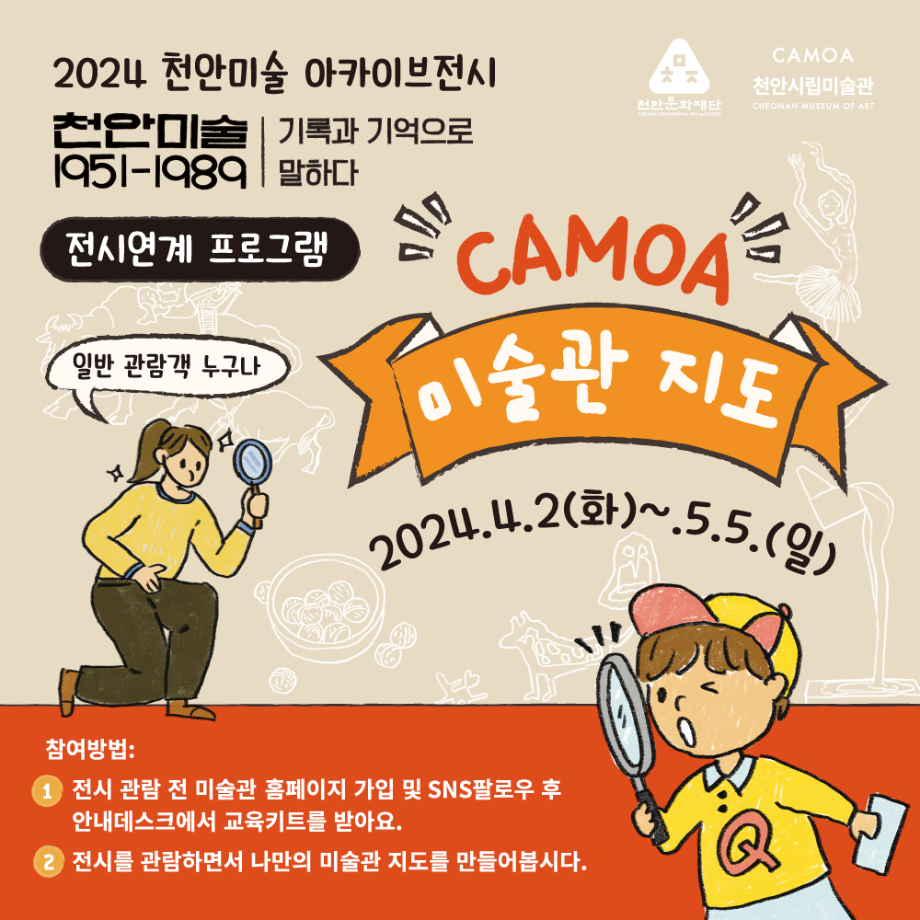 2024 천안미술 아카이브전시
천안미술
1951-1989
기록과 기억으로
말하다
천안문화재단
CAMOA
천안시립미술관
CHEONAN MUSEUM OF ART
전시연계 프로그램
CAMOA
미술관 지도
일반 관람객 누구나
2024.4.2(화)~.5.5.(일)
Q
참여방법:
1 전시 관람 전 미술관 홈페이지 가입 및 SNS팔로우 후
안내데스크에서 교육키트를 받아요.
2 전시를 관람하면서 나만의 미술관 지도를 만들어봅시다.